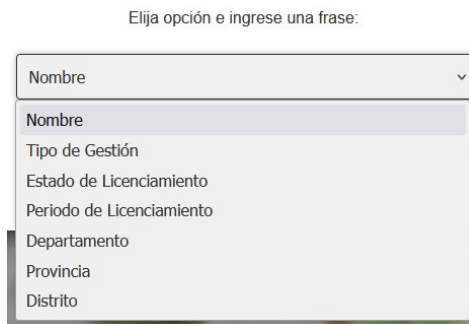 Elija opción e ingrese una frase:
Nombre
Nombre
Tipo de Gestión
Estado de Licenciamiento
Periodo de Licenciamiento
Departamento
Provincia
Distrito